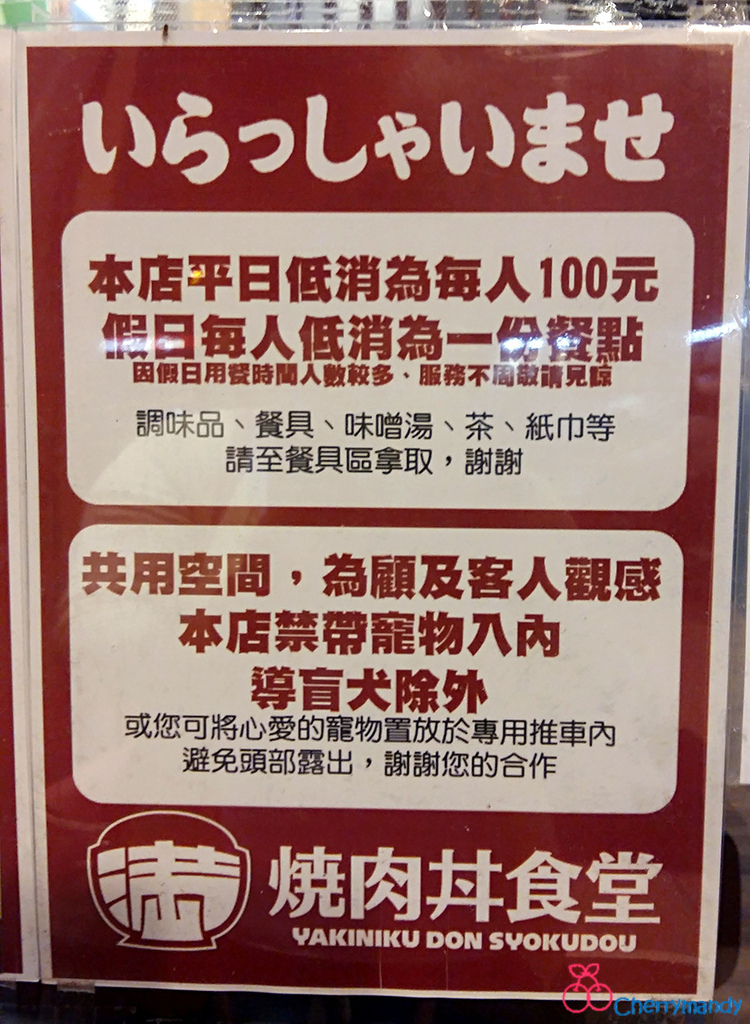 いらっしゃいませ
本店平日低消為每人100元
假日每人低消為一份餐點
因假日用餐時間人數較多、服務不周敬請見諒
調味品、餐具、味噌湯、茶、紙巾等
請至餐具區拿取，謝謝
共用空間，為顧及客人觀感
本店禁帶寵物入內
導盲犬除外
或您可將心愛的寵物置放於專用推車內
避免頭部露出，謝謝您的合作
満
焼肉丼食堂
YAKINIKU DON SYOKUDOU
Cherrymandy